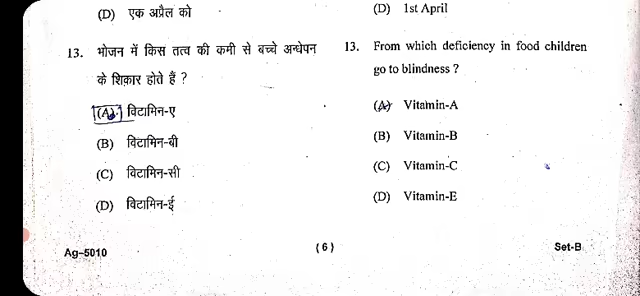 (D) एक अप्रैल को
13. भोजन में किस तत्व की कमी से बच्चे अन्धेपन
के शिकार होते हैं ?
(A) विटामिन-ए
(B) विटामिन-बी
(C) विटामिन-सी
(D) विटामिन-ई
(D) 1st April
13. From which deficiency in food children
go to blindness ?
(A) Vitamin-A
(B) Vitamin-B
(C) Vitamin-C
(D) Vitamin-E
Ag-5010
(6)
Set-B